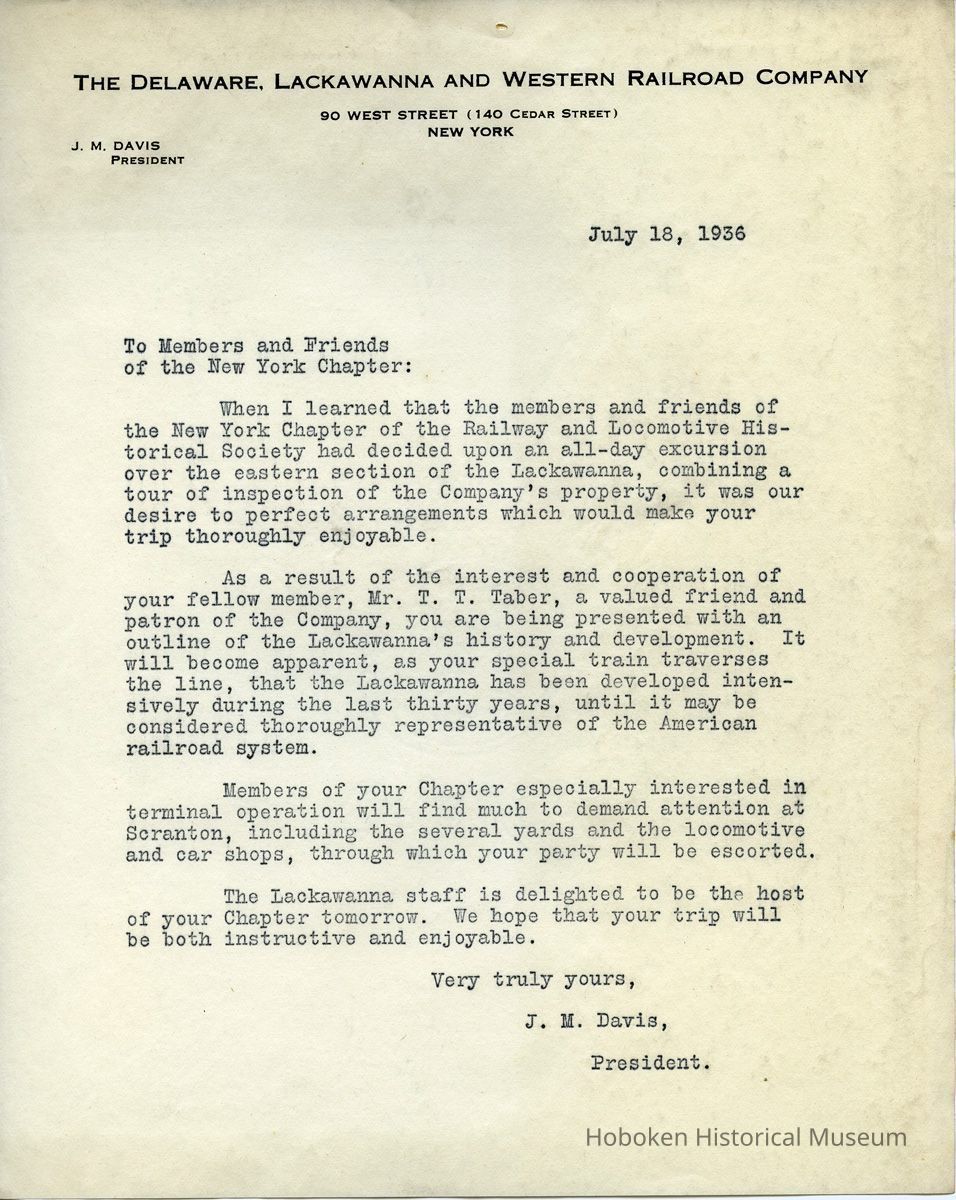 THE DELAWARE, LACKAWANNA AND WESTERN RAILROAD COMPANY
90 WEST STREET (140 CEDAR STREET)
NEW YORK
J. M. DAVIS
PRESIDENT
July 18, 1936
To Members and Friends
of the New York Chapter:
When I learned that the members and friends of
the New York Chapter of the Railway and Locomotive His-
torical Society had decided upon an all-day excursion
over the eastern section of the Lackawanna, combining a
tour of inspection of the Company's property, it was our
desire to perfect arrangements which would make your
trip thoroughly enjoyable.
As a result of the interest and cooperation of
your fellow member, Mr. T. T. Taber, a valued friend and
patron of the Company, you are being presented with an
outline of the Lackawanna's history and development. It
will become apparent, as your special train traverses
the line, that the Lackawanna has been developed inten-
sively during the last thirty years, until it may be
considered thoroughly representative of the American
railroad system.
Members of your Chapter especially interested in
terminal operation will find much to demand attention at
Scranton, including the several yards and the locomotive
and car shops, through which your party will be escorted.
The Lackawanna staff is delighted to be the host
of your Chapter tomorrow. We hope that your trip will
be both instructive and enjoyable.
Very truly yours,
J. M. Davis,
President.
Hoboken Historical Museum